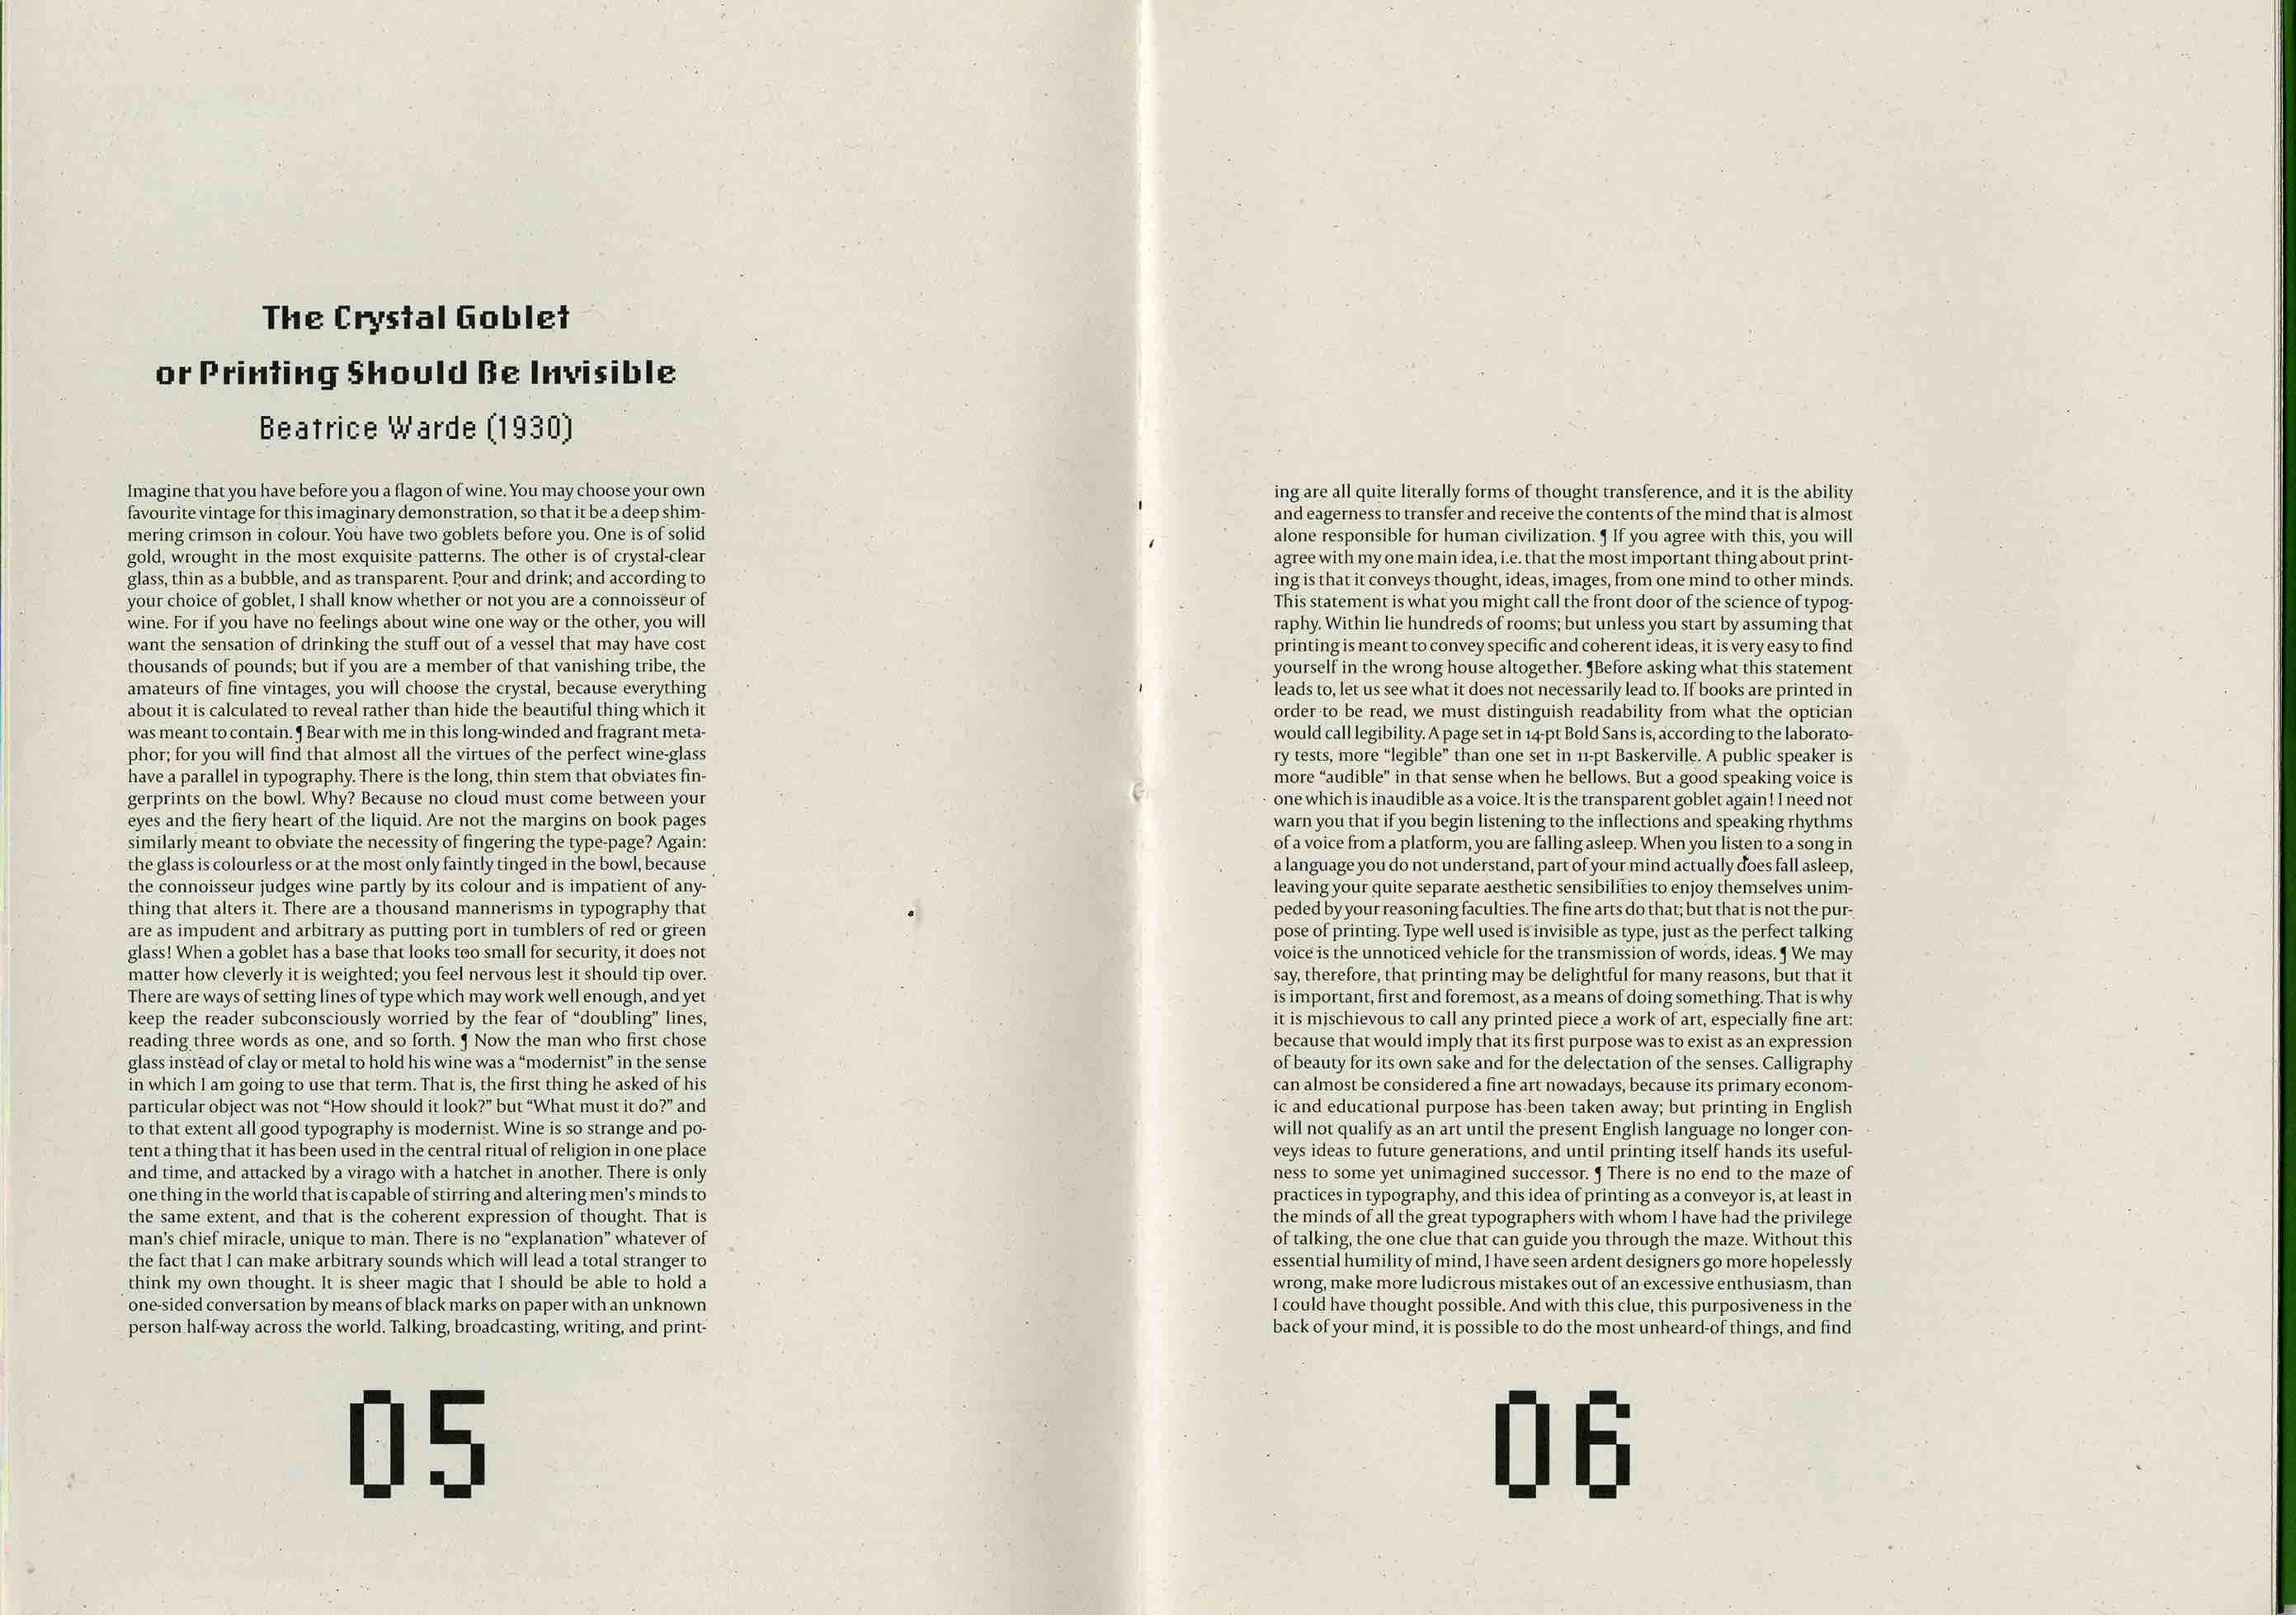 The Crystal Goblet
or Printing Should Be Invisible
Beatrice Warde (1930)
Imagine that you have before you a flagon of wine. You may choose your own
favourite vintage for this imaginary demonstration, so that it be a deep shim-
mering crimson in colour. You have two goblets before you. One is of solid
gold, wrought in the most exquisite patterns. The other is of crystal-clear
glass, thin as a bubble, and as transparent. Pour and drink; and according to
your choice of goblet, I shall know whether or not you are a connoisseur of
wine. For if you have no feelings about wine one way or the other, you will
want the sensation of drinking the stuff out of a vessel that may have cost
thousands of pounds; but if you are a member of that vanishing tribe, the
amateurs of fine vintages, you will choose the crystal, because everything
about it is calculated to reveal rather than hide the beautiful thing which it
was meant to contain. ¶ Bear with me in this long-winded and fragrant meta-
phor; for you will find that almost all the virtues of the perfect wine-glass
have a parallel in typography. There is the long, thin stem that obviates fin-
gerprints on the bowl. Why? Because no cloud must come between your
eyes and the fiery heart of the liquid. Are not the margins on book pages
similarly meant to obviate the necessity of fingering the type-page? Again:
the glass is colourless or at the most only faintly tinged in the bowl, because
the connoisseur judges wine partly by its colour and is impatient of any-
thing that alters it. There are a thousand mannerisms in typography that
are as impudent and arbitrary as putting port in tumblers of red or green
glass! When a goblet has a base that looks too small for security, it does not
matter how cleverly it is weighted; you feel nervous lest it should tip over.
There are ways of setting lines of type which may work well enough, and yet
keep the reader subconsciously worried by the fear of “doubling” lines,
reading three words as one, and so forth. ¶ Now the man who first chose
glass instead of clay or metal to hold his wine was a “modernist” in the sense
in which I am going to use that term. That is, the first thing he asked of his
particular object was not “How should it look?” but “What must it do?” and
to that extent all good typography is modernist. Wine is so strange and po-
tent a thing that it has been used in the central ritual of religion in one place
and time, and attacked by a virago with a hatchet in another. There is only
one thing in the world that is capable of stirring and altering men’s minds to
the same extent, and that is the coherent expression of thought. That is
man’s chief miracle, unique to man. There is no “explanation” whatever of
the fact that I can make arbitrary sounds which will lead a total stranger to
think my own thought. It is sheer magic that I should be able to hold a
one-sided conversation by means of black marks on paper with an unknown
person half-way across the world. Talking, broadcasting, writing, and print-
05
ing are all quite literally forms of thought transference, and it is the ability
and eagerness to transfer and receive the contents of the mind that is almost
alone responsible for human civilization. ¶ If you agree with this, you will
agree with my one main idea, i.e. that the most important thing about print-
ing is that it conveys thought, ideas, images, from one mind to other minds.
This statement is what you might call the front door of the science of typog-
raphy. Within lie hundreds of rooms; but unless you start by assuming that
printing is meant to convey specific and coherent ideas, it is very easy to find
yourself in the wrong house altogether. ¶Before asking what this statement
leads to, let us see what it does not necessarily lead to. If books are printed in
order to be read, we must distinguish readability from what the optician
would call legibility. A page set in 14-pt Bold Sans is, according to the laborato-
ry tests, more “legible” than one set in 11-pt Baskerville. A public speaker is
more “audible” in that sense when he bellows. But a good speaking voice is
one which is inaudible as a voice. It is the transparent goblet again! I need not
warn you that if you begin listening to the inflections and speaking rhythms
of a voice from a platform, you are falling asleep. When you listen to a song in
a language you do not understand, part of your mind actually does fall asleep,
leaving your quite separate aesthetic sensibilities to enjoy themselves unim-
peded by your reasoning faculties. The fine arts do that; but that is not the pur-
pose of printing. Type well used is invisible as type, just as the perfect talking
voice is the unnoticed vehicle for the transmission of words, ideas. ¶ We may
say, therefore, that printing may be delightful for many reasons, but that it
is important, first and foremost, as a means of doing something. That is why
it is mischievous to call any printed piece a work of art, especially fine art:
because that would imply that its first purpose was to exist as an expression
of beauty for its own sake and for the delectation of the senses. Calligraphy
can almost be considered a fine art nowadays, because its primary econom-
ic and educational purpose has been taken away; but printing in English
will not qualify as an art until the present English language no longer con-
veys ideas to future generations, and until printing itself hands its useful-
ness to some yet unimagined successor. ¶ There is no end to the maze of
practices in typography, and this idea of printing as a conveyor is, at least in
the minds of all the great typographers with whom I have had the privilege
of talking, the one clue that can guide you through the maze. Without this
essential humility of mind, I have seen ardent designers go more hopelessly
wrong, make more ludicrous mistakes out of an excessive enthusiasm, than
I could have thought possible. And with this clue, this purposiveness in the
back of your mind, it is possible to do the most unheard-of things, and find
06